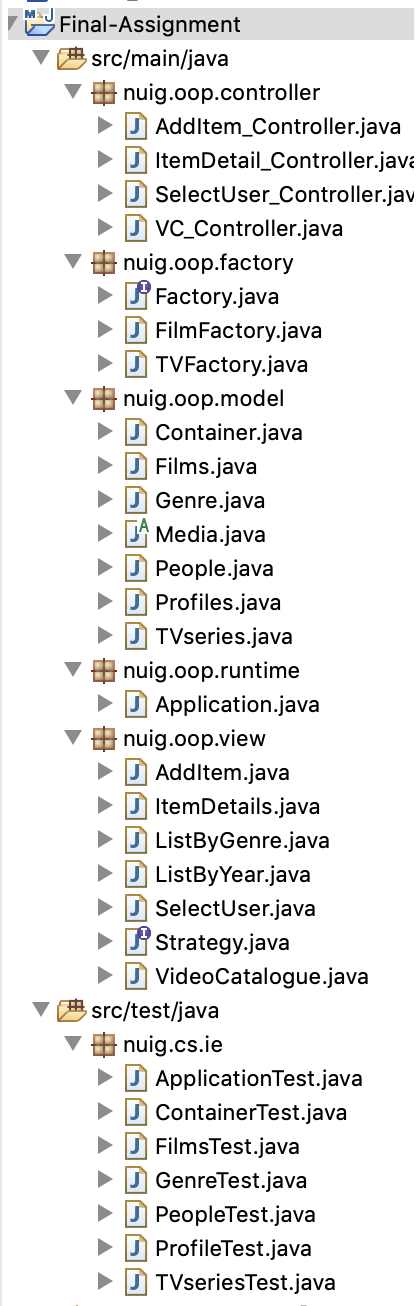 Final-Assignment
src/main/java
nuig.oop.controller
AddItem_Controller.java
ItemDetail_Controller.java
SelectUser_Controller.jav
VC_Controller.java
nuig.oop.factory
Factory.java
FilmFactory.java
TVFactory.java
nuig.oop.model
Container.java
Films.java
Genre.java
Media.java
People.java
Profiles.java
TVseries.java
nuig.oop.runtime
Application.java
nuig.oop.view
AddItem.java
ItemDetails.java
ListByGenre.java
ListByYear.java
SelectUser.java
Strategy.java
VideoCatalogue.java
src/test/java
nuig.cs.ie
ApplicationTest.java
ContainerTest.java
FilmsTest.java
GenreTest.java
PeopleTest.java
ProfileTest.java
TVseriesTest.java